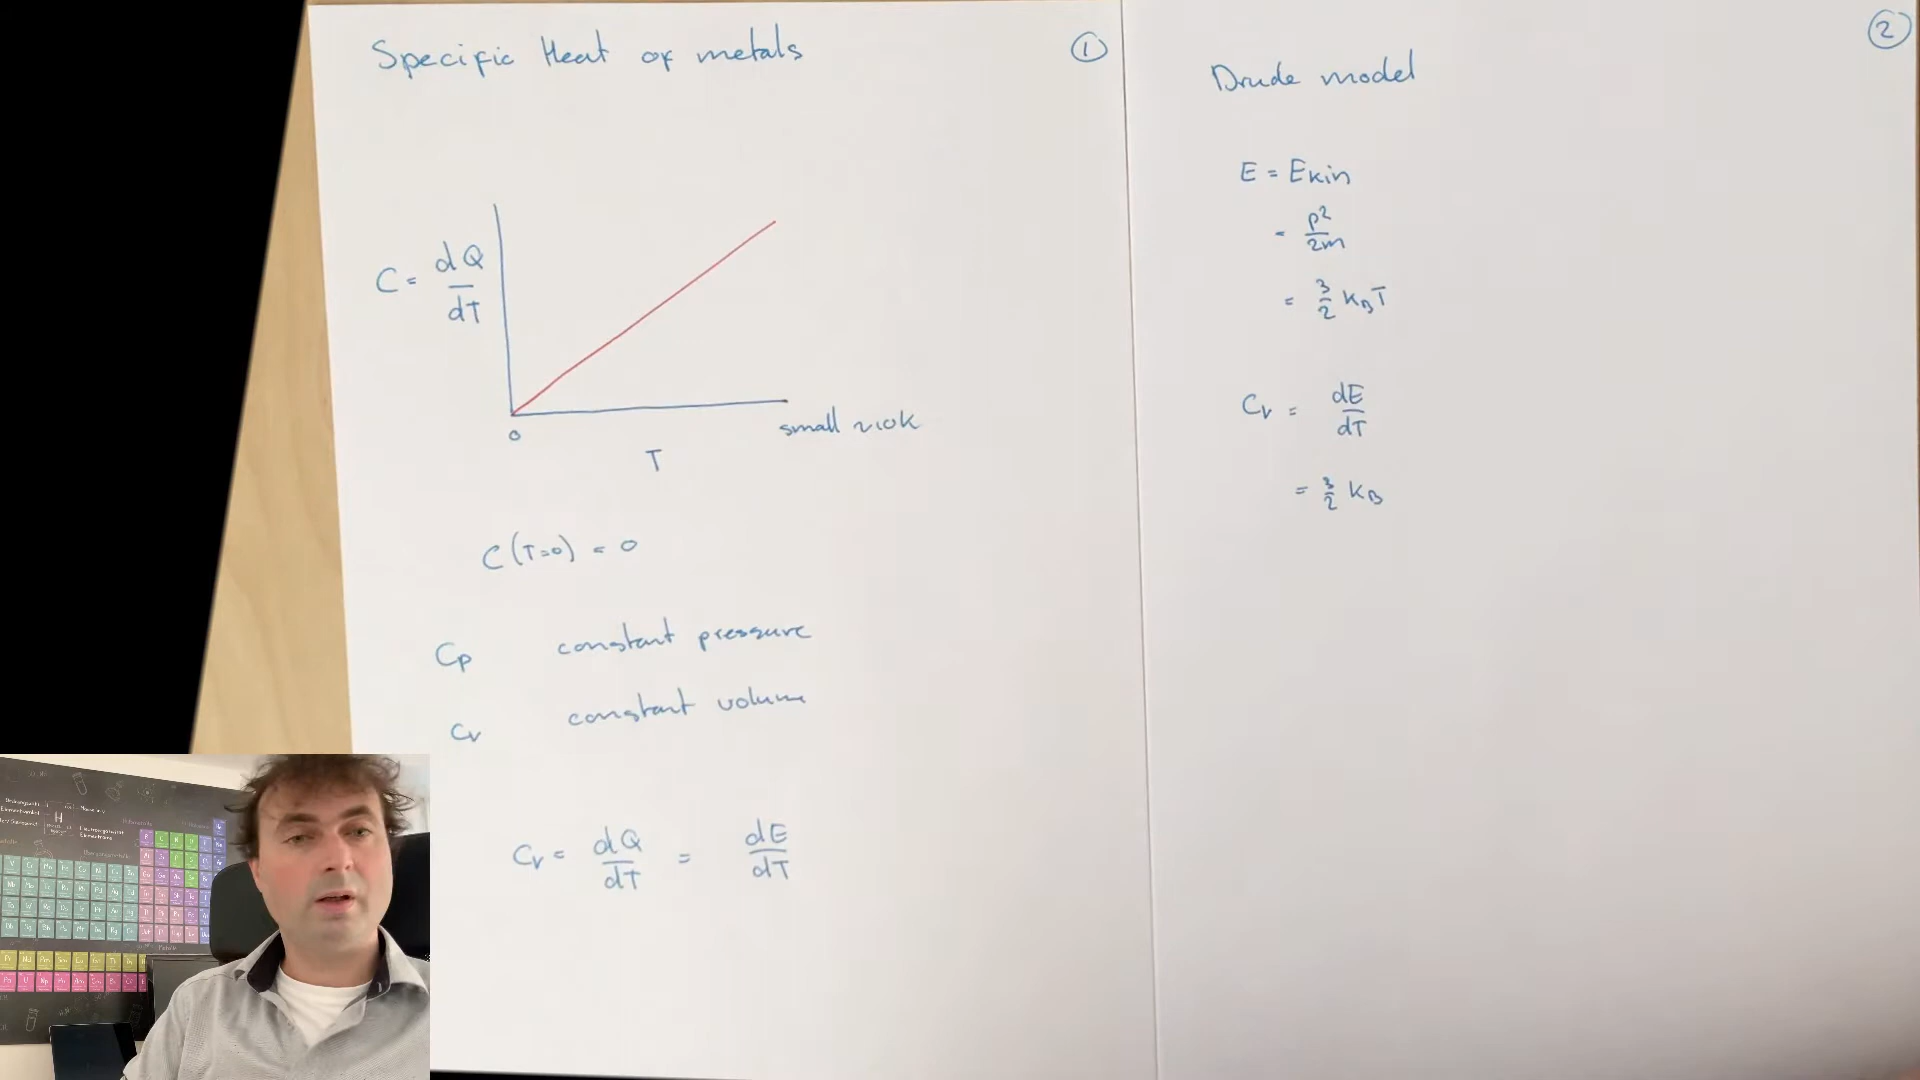 Specific Heat of metals
①
C = dQ/dT
0
small ~10K
T
C(T=0) = 0
Cp constant pressure
Cv constant volume
Cv = dQ/dT = dE/dT
②
Drude model
E = Ekin
= p²/2m
= 3/2 kBT
Cv = dE/dT
= 3/2 kB
H